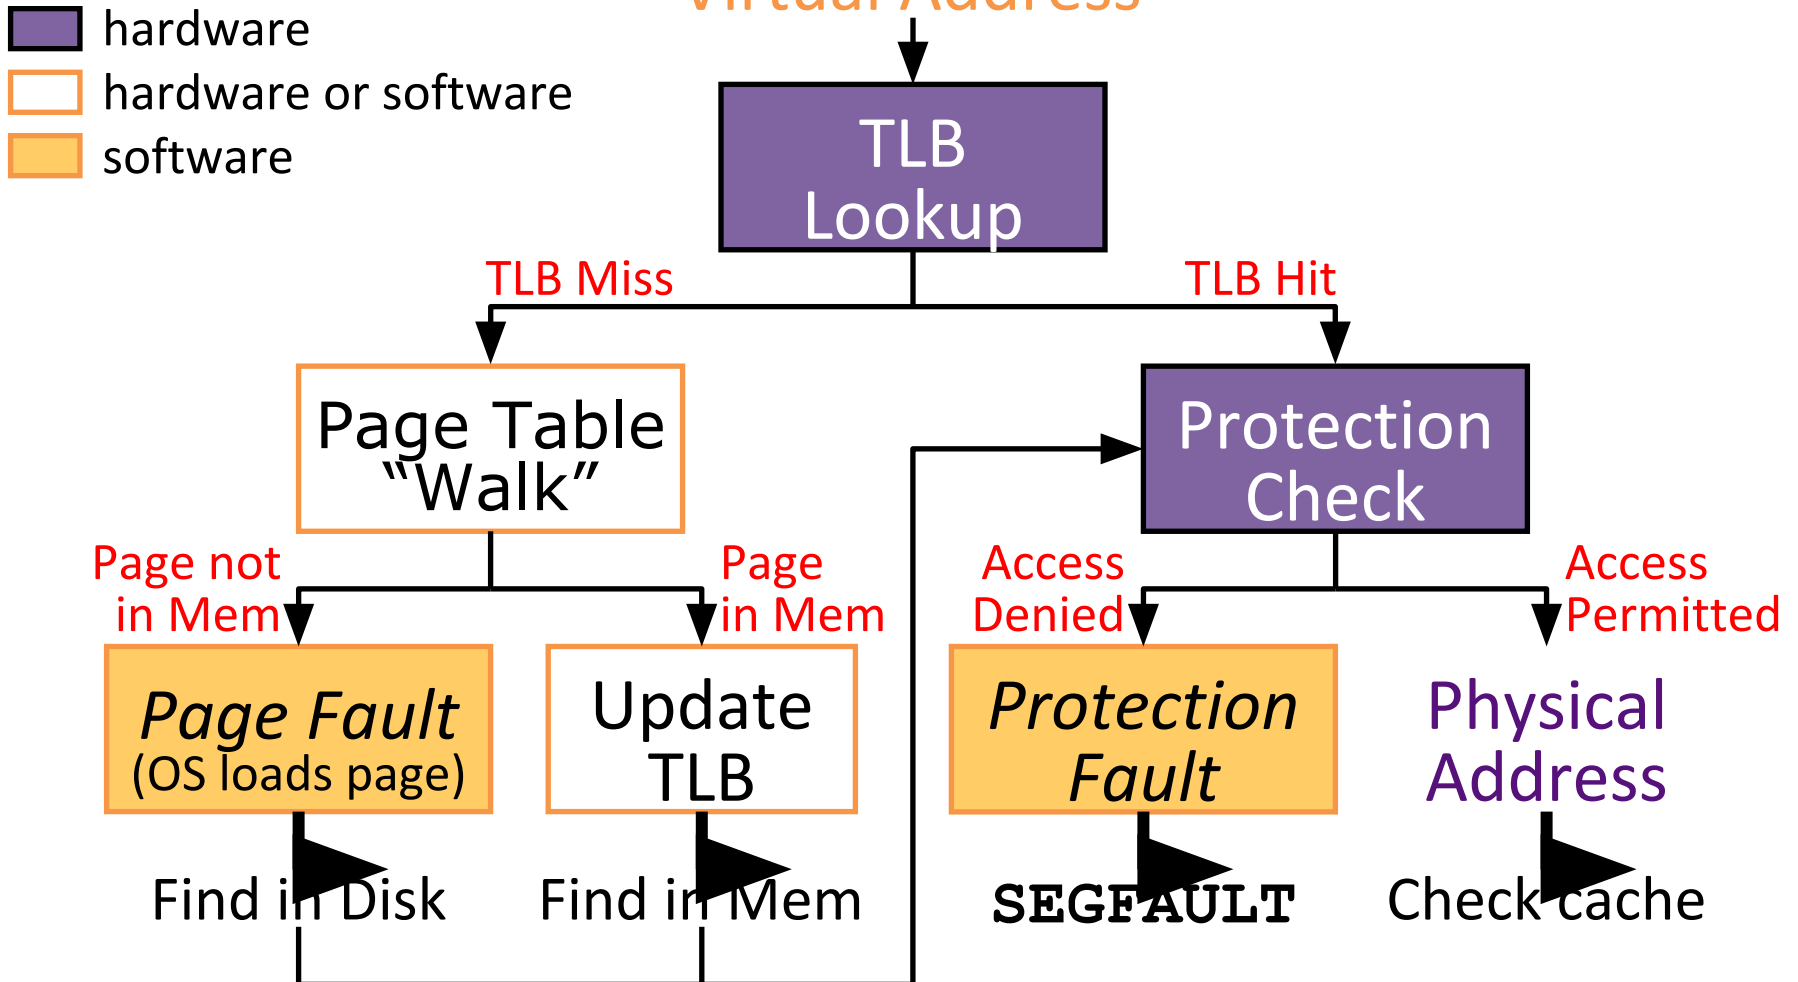 Virtual Address
hardware
hardware or software
software
TLB
Lookup
TLB Miss
TLB Hit
Page Table
“Walk”
Protection
Check
Page not
in Mem
Page
in Mem
Access
Denied
Access
Permitted
Page Fault
(OS loads page)
Update
TLB
Protection
Fault
Physical
Address
Find in Disk
Find in Mem
SEGFAULT
Check cache